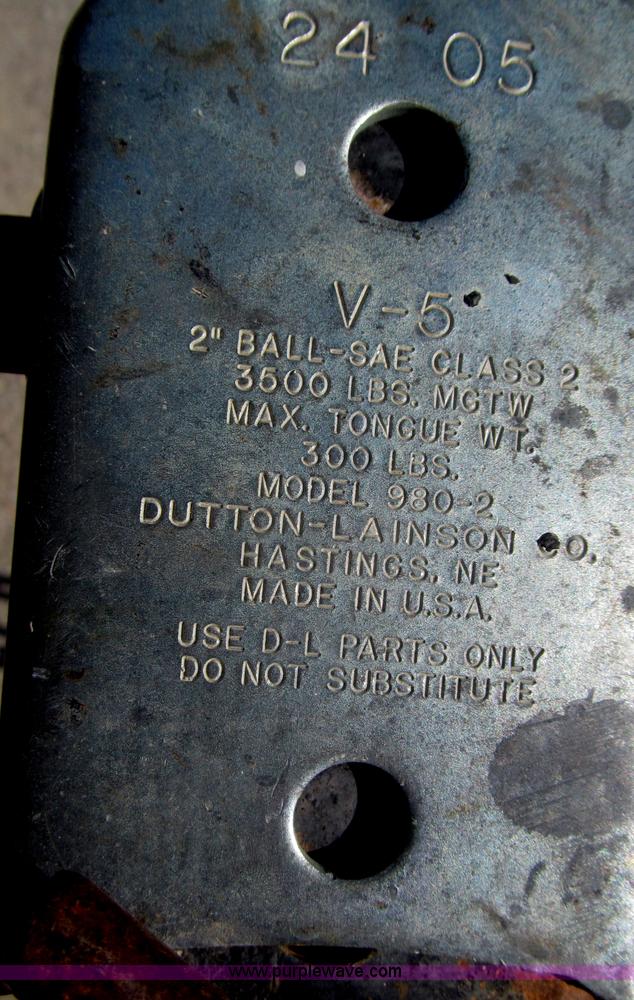 24 05
V-5
2" BALL-SAE CLASS 2
3500 LBS. MGTW
MAX. TONGUE WT.
300 LBS.
MODEL 980-2
DUTTON-LAINSON CO.
HASTINGS, NE
MADE IN U.S.A.
USE D-L PARTS ONLY
DO NOT SUBSTITUTE
www.purplewave.com